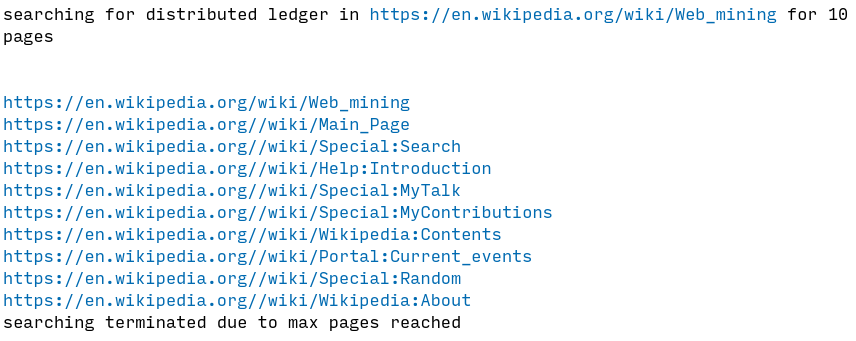 searching for distributed ledger in https://en.wikipedia.org/wiki/Web_mining for 10
pages
https://en.wikipedia.org/wiki/Web_mining
https://en.wikipedia.org//wiki/Main_Page
https://en.wikipedia.org//wiki/Special:Search
https://en.wikipedia.org//wiki/Help:Introduction
https://en.wikipedia.org//wiki/Special:MyTalk
https://en.wikipedia.org//wiki/Special:MyContributions
https://en.wikipedia.org//wiki/Wikipedia:Contents
https://en.wikipedia.org//wiki/Portal:Current_events
https://en.wikipedia.org//wiki/Special:Random
https://en.wikipedia.org//wiki/Wikipedia:About
searching terminated due to max pages reached